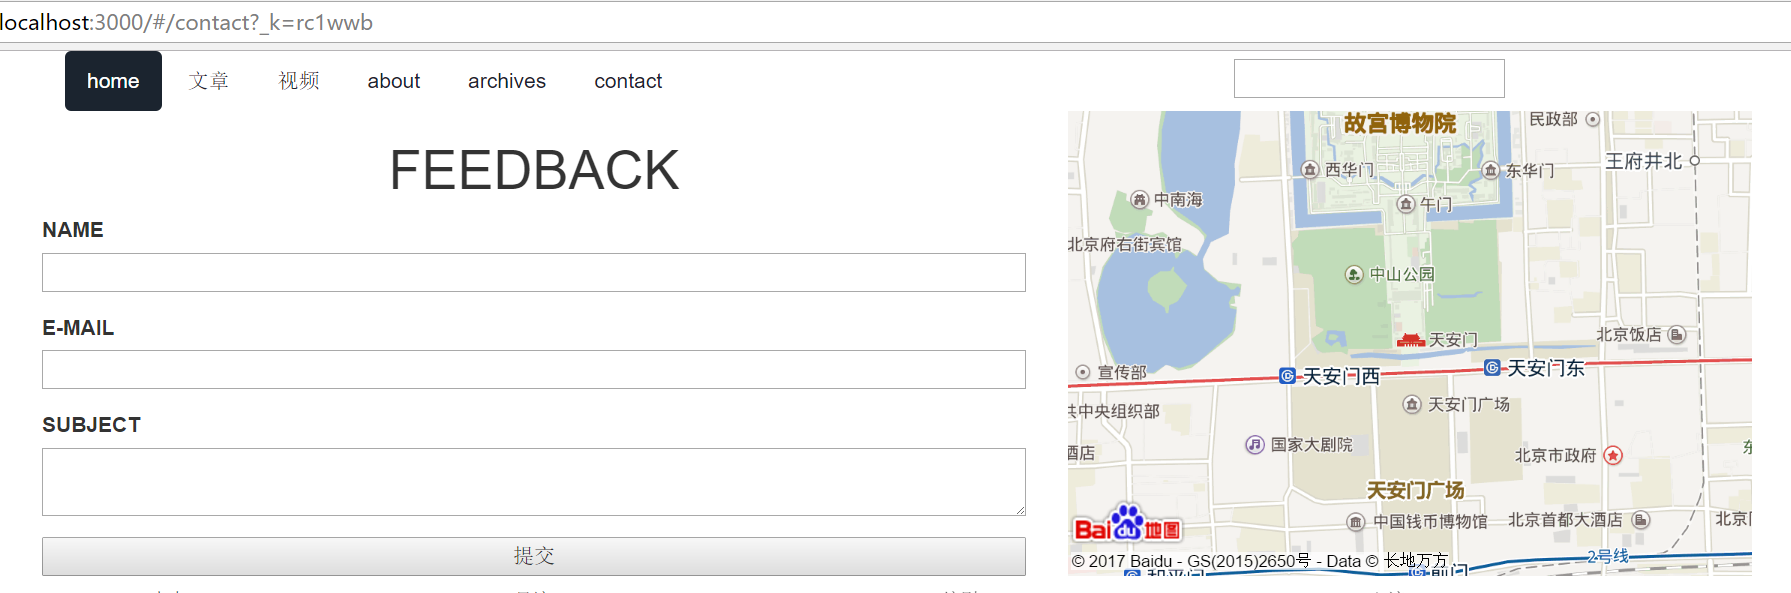 localhost:3000/#/contact?_k=rc1wwb
home 文章 视频 about archives contact
FEEDBACK
NAME
E-MAIL
SUBJECT
提交
故宫博物院
民政部
王府井北
西华门
东华门
中南海
午门
北京府右街宾馆
中山公园
天安门
北京饭店
宣传部
天安门西
天安门东
共中央组织部
天安门广场
国家大剧院
酒店
北京市政府
天安门广场
中国钱币博物馆
北京首都大酒店
Bai du 地图
2号线
© 2017 Baidu - GS(2015)2650号 - Data © 长地万方